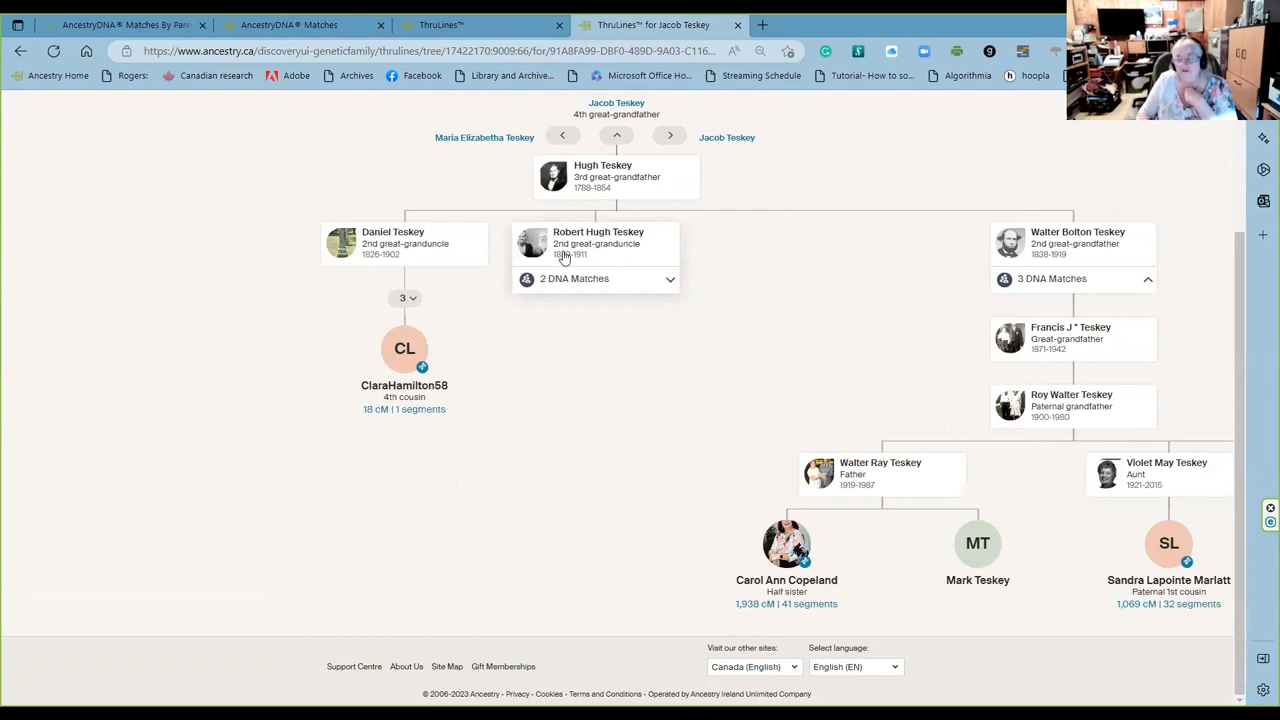 AncestryDNA® Matches By Pare
AncestryDNA® Matches
ThruLines™
ThruLines™ for Jacob Teskey
https://www.ancestry.ca/discoveryui-geneticfamily/thrulines/tree/17422170:9009:66/for/91A8FA99-DBF0-489D-9A03-C116...
Ancestry Home
Rogers:
Canadian research
Adobe
Archives
Facebook
Library and Archive...
Microsoft Office Ho...
Streaming Schedule
Tutorial- How to so...
Algorithmia
hoopla
Jacob Teskey
4th great-grandfather
Maria Elizabetha Teskey
Jacob Teskey
Hugh Teskey
3rd great-grandfather
1788-1854
Daniel Teskey
2nd great-granduncle
1826-1902
Robert Hugh Teskey
2nd great-granduncle
2 DNA Matches
Walter Bolton Teskey
2nd great-grandfather
1838-1919
3 DNA Matches
3
Francis J " Teskey
Great-grandfather
1871-1942
CL
ClaraHamilton58
4th cousin
18 cM | 1 segments
Roy Walter Teskey
Paternal grandfather
1900-1980
Walter Ray Teskey
Father
1919-1987
Violet May Teskey
Aunt
1921-2015
MT
SL
Carol Ann Copeland
Half sister
1,938 cM | 41 segments
Mark Teskey
Sandra Lapointe Marlatt
Paternal 1st cousin
1,069 cM | 32 segments
Visit our other sites:
Select language:
Support Centre
About Us
Site Map
Gift Memberships
Canada (English)
English (EN)
© 2006-2023 Ancestry
Privacy
Cookies
Terms and Conditions
Operated by Ancestry Ireland Unlimited Company